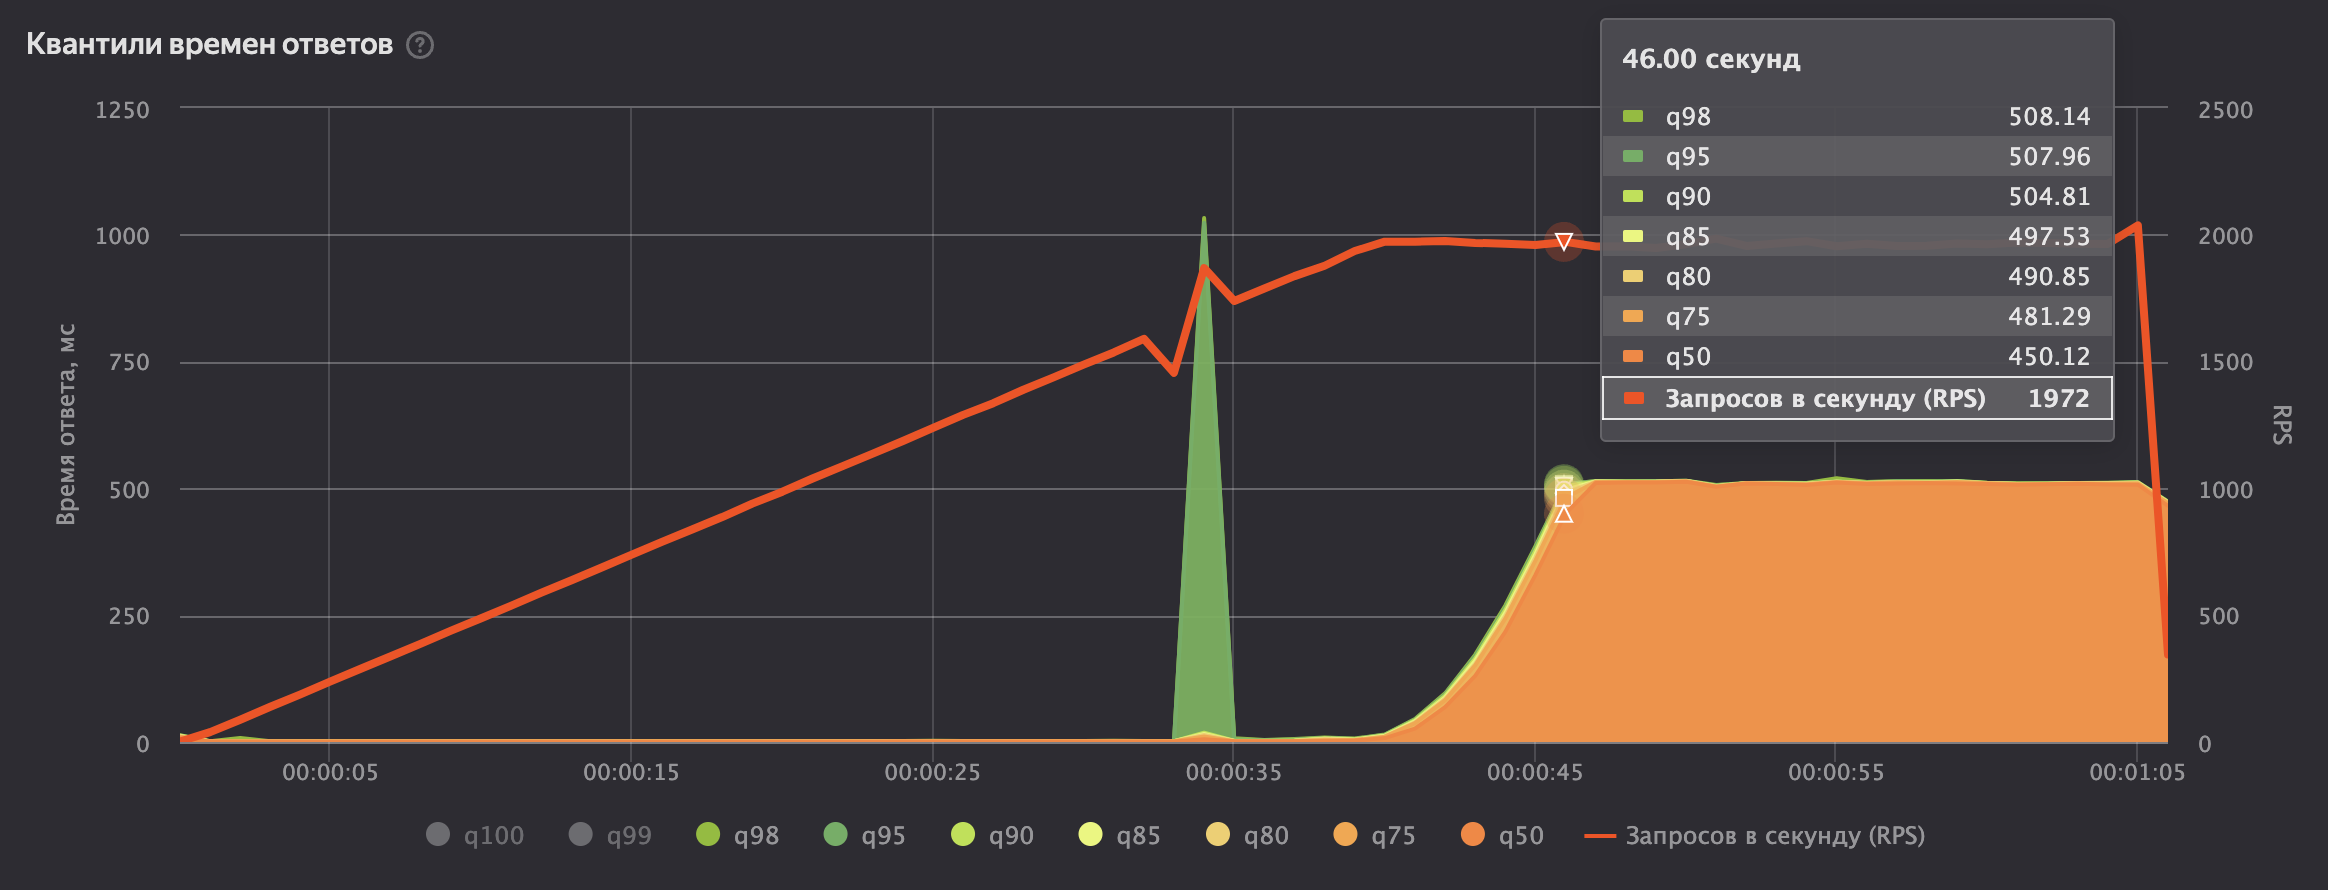 Квантили времен ответов ?
46.00 секунд
q98 508.14
q95 507.96
q90 504.81
q85 497.53
q80 490.85
q75 481.29
q50 450.12
Запросов в секунду (RPS) 1972
Время ответа, мс
1250
1000
750
500
250
0
2500
2000
1500
1000
500
0
RPS
00:00:05 00:00:15 00:00:25 00:00:35 00:00:45 00:00:55 00:01:05
q100 q99 q98 q95 q90 q85 q80 q75 q50 Запросов в секунду (RPS)